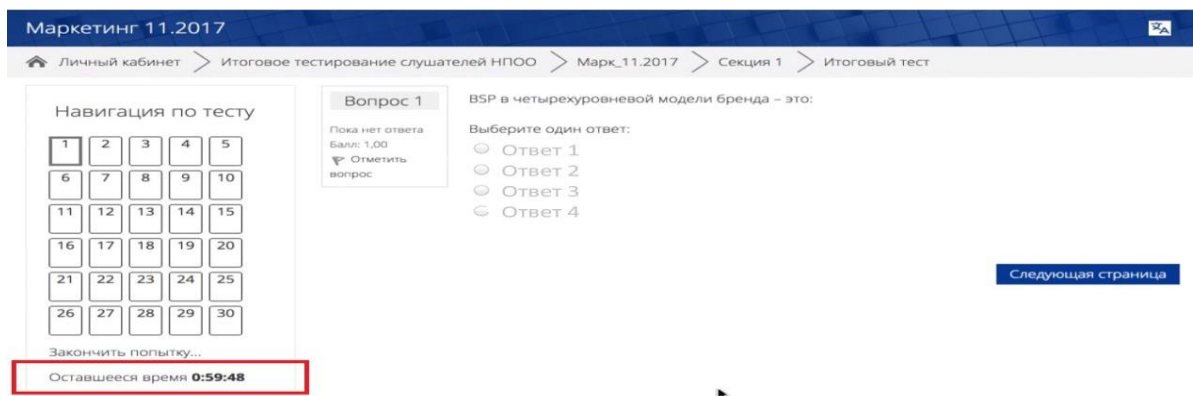 Маркетинг 11.2017
Личный кабинет Итоговое тестирование слушателей НПОО Марк_11.2017 Секция 1 Итоговый тест
Навигация по тесту
1 2 3 4 5
6 7 8 9 10
11 12 13 14 15
16 17 18 19 20
21 22 23 24 25
26 27 28 29 30
Закончить попытку...
Оставшееся время 0:59:48
Вопрос 1
Пока нет ответа
Балл: 1,00
Отметить
вопрос
BSP в четырехуровневой модели бренда – это:
Выберите один ответ:
Ответ 1
Ответ 2
Ответ 3
Ответ 4
Следующая страница